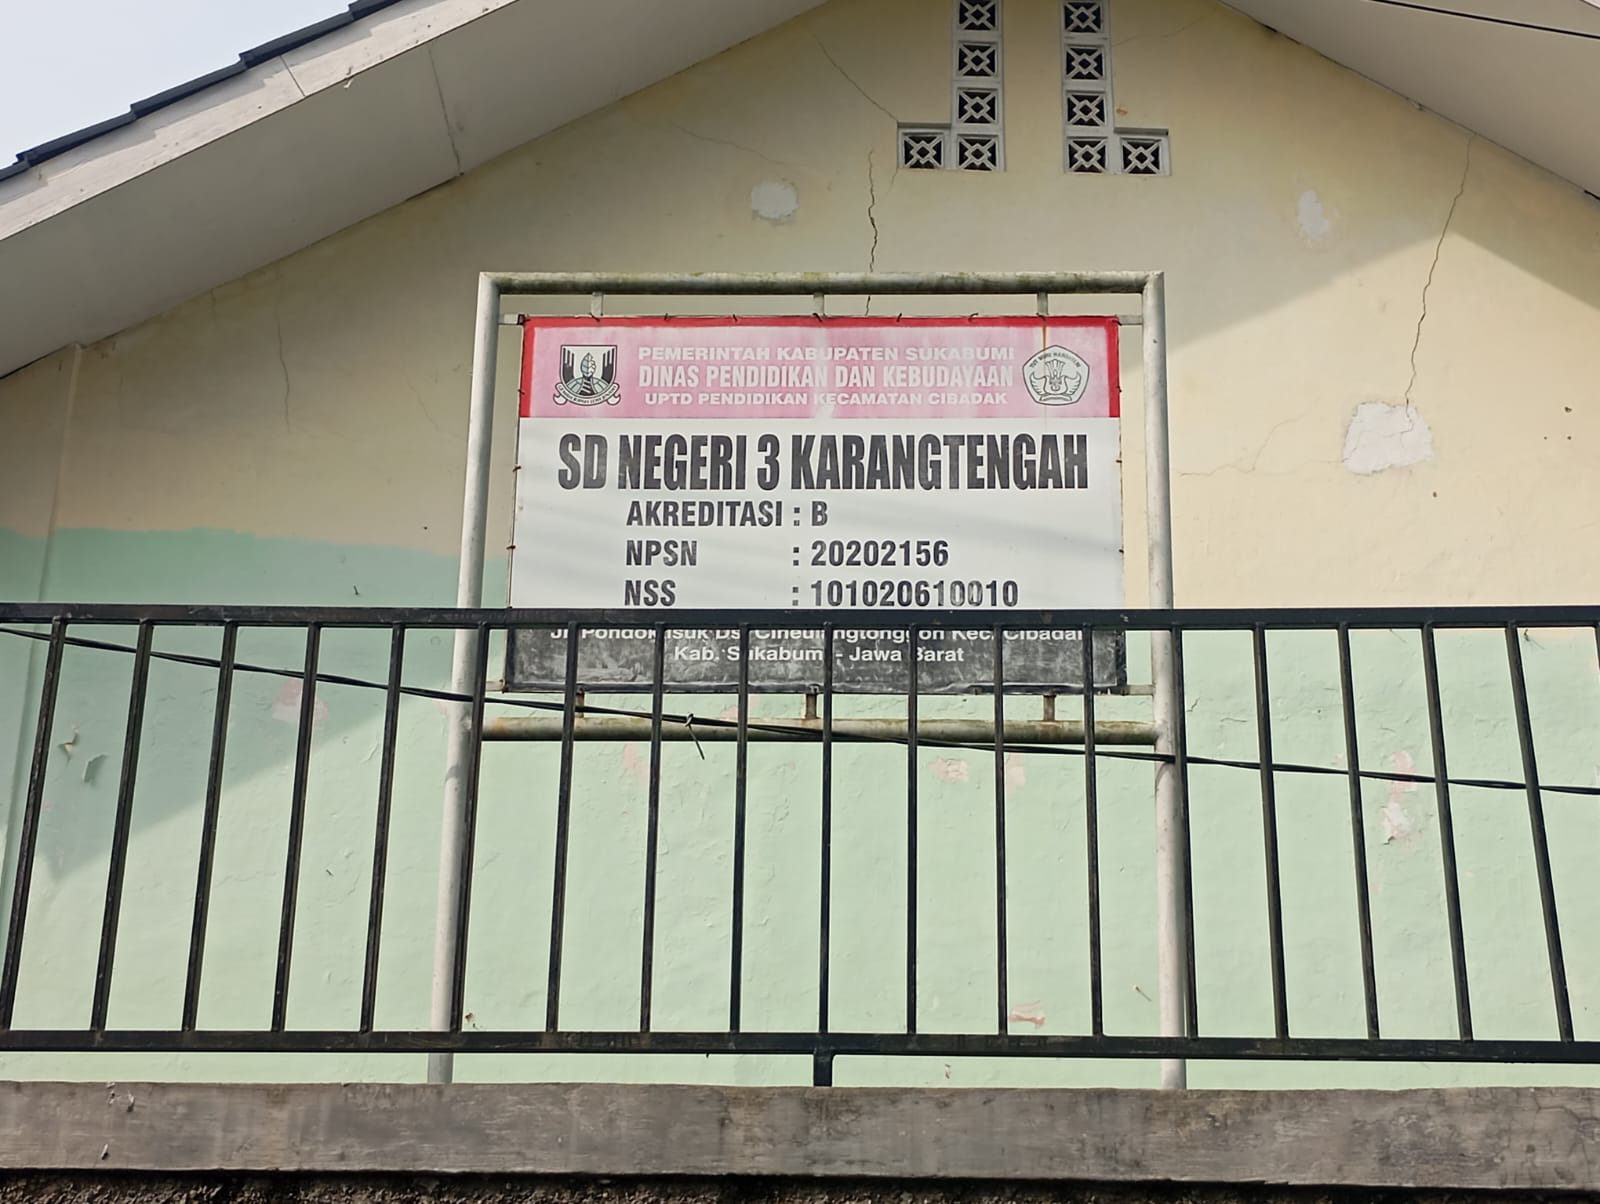 PEMERINTAH KABUPATEN SUKABUMI
DINAS PENDIDIKAN DAN KEBUDAYAAN
UPTD PENDIDIKAN KECAMATAN CIBADAK
SD NEGERI 3 KARANGTENGAH
AKREDITASI : B
NPSN : 20202156
NSS : 101020610010
Kab. Sukabumi - Jawa Barat